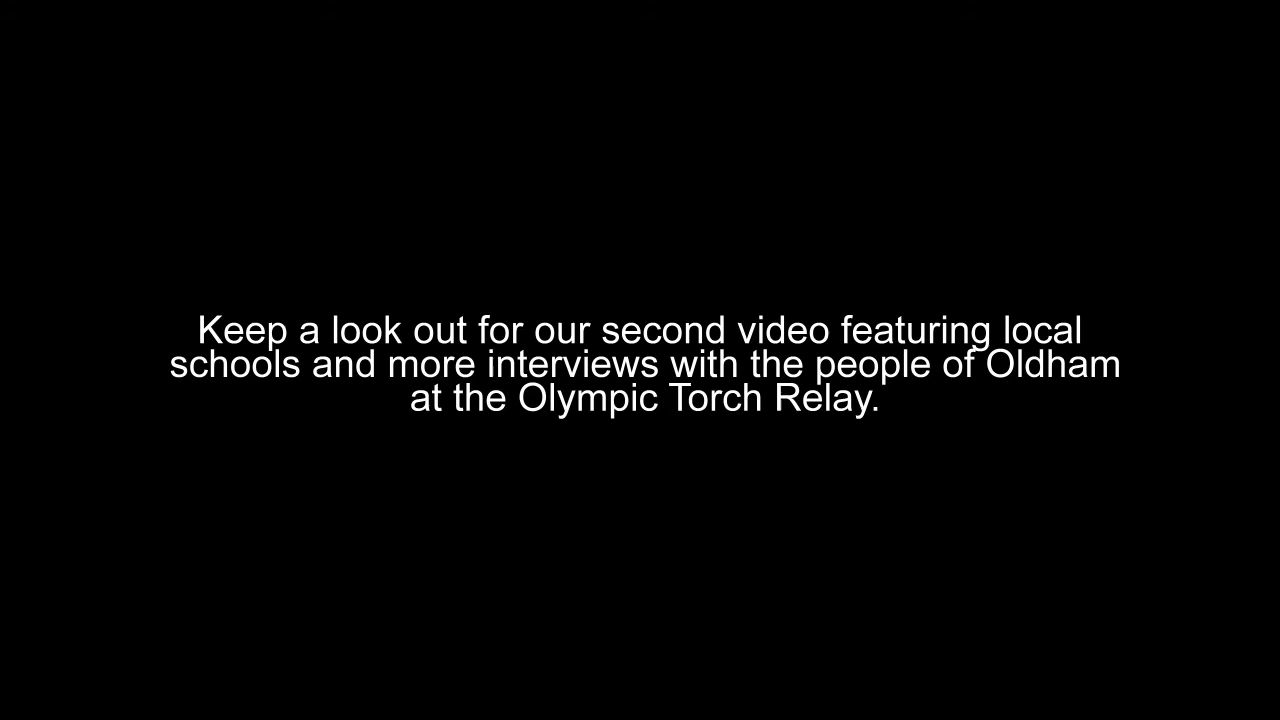 Keep a look out for our second video featuring local
schools and more interviews with the people of Oldham
at the Olympic Torch Relay.